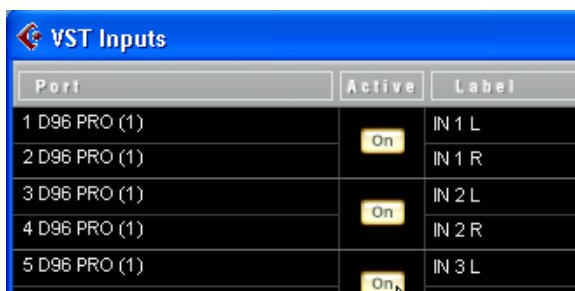 VST Inputs
Port Active Label
1 D96 PRO (1) On IN 1 L
2 D96 PRO (1) IN 1 R
3 D96 PRO (1) On IN 2 L
4 D96 PRO (1) IN 2 R
5 D96 PRO (1) On IN 3 L